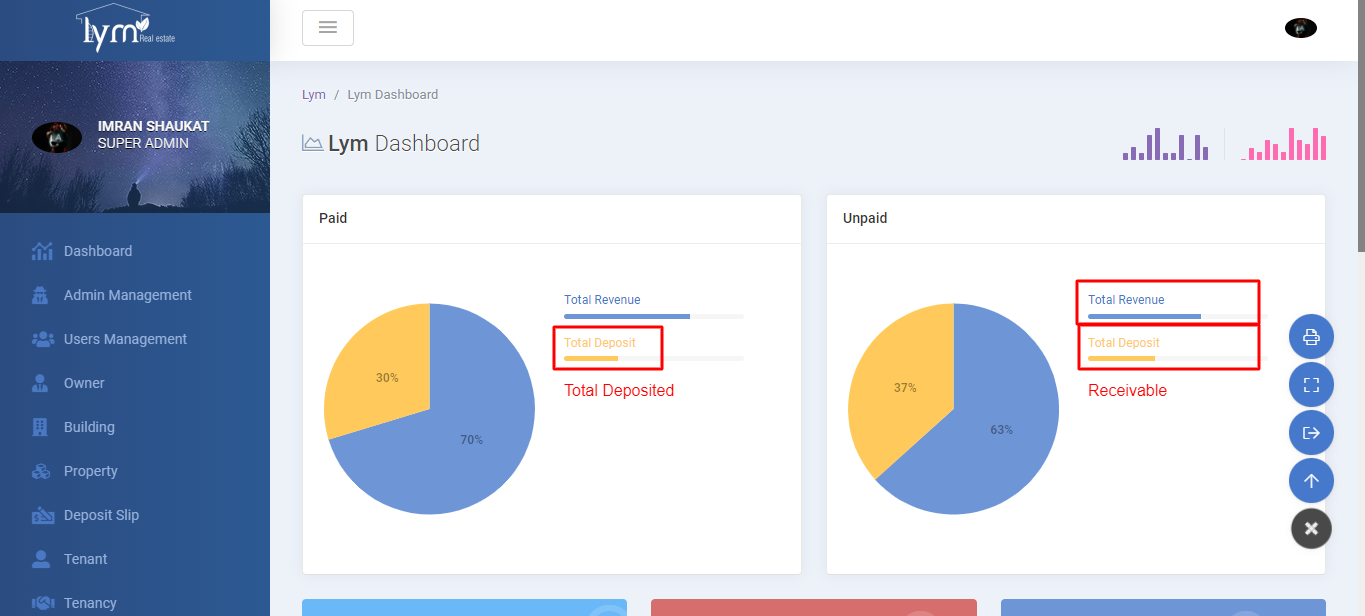 lym
Real estate
IMRAN SHAUKAT
SUPER ADMIN
Dashboard
Admin Management
Users Management
Owner
Building
Property
Deposit Slip
Tenant
Tenancy
Lym / Lym Dashboard
Lym Dashboard
Paid
Total Revenue
Total Deposit
Total Deposited
30%
70%
Unpaid
Total Revenue
Total Deposit
Receivable
37%
63%